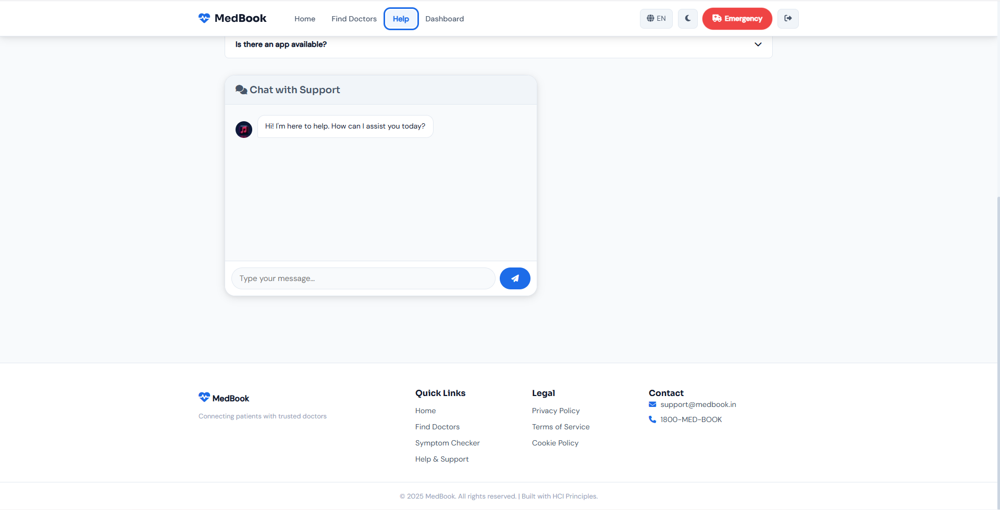 MedBook
Home
Find Doctors
Help
Dashboard
EN
Emergency
Is there an app available?
Chat with Support
Hi! I'm here to help. How can I assist you today?
Type your message...
MedBook
Connecting patients with trusted doctors
Quick Links
Home
Find Doctors
Symptom Checker
Help & Support
Legal
Privacy Policy
Terms of Service
Cookie Policy
Contact
support@medbook.in
1800-MED-BOOK
© 2025 MedBook. All rights reserved. | Built with HCI Principles.